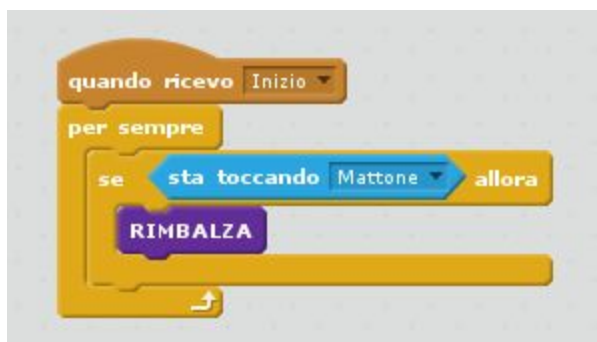 quando ricevo Inizio
per sempre
se sta toccando Mattone allora
RIMBALZA